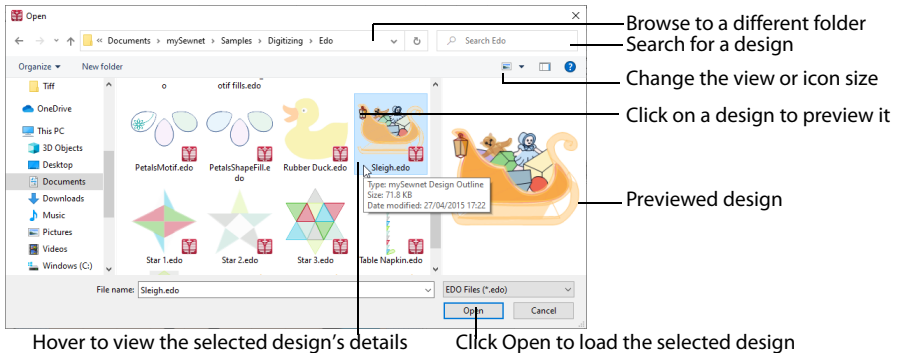 Open
« Documents › mySewnet › Samples › Digitizing › Edo
Search Edo
Browse to a different folder
Search for a design
Organize
New folder
?
Change the view or icon size
Tiff
OneDrive
This PC
3D Objects
Desktop
Documents
Downloads
Music
Pictures
Videos
Windows (C:)
o
otif fills.edo
Click on a design to preview it
PetalsMotif.edo
PetalsShapeFill.e
do
Rubber Duck.edo
Sleigh.edo
Type: mySewnet Design Outline
Size: 71.8 KB
Date modified: 27/04/2015 17:22
Previewed design
Star 1.edo
Star 2.edo
Star 3.edo
Table Napkin.edo
File name:
Sleigh.edo
EDO Files (*.edo)
Open
Cancel
Hover to view the selected design's details
Click Open to load the selected design